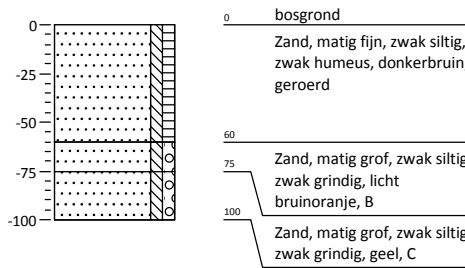 0
-25
-50
-75
-100
0
bosgrond
Zand, matig fijn, zwak siltig,
zwak humeus, donkerbruin,
geroerd
60
Zand, matig grof, zwak siltig
zwak grindig, licht
bruinoranje, B
75
Zand, matig grof, zwak siltig
zwak grindig, geel, C
100